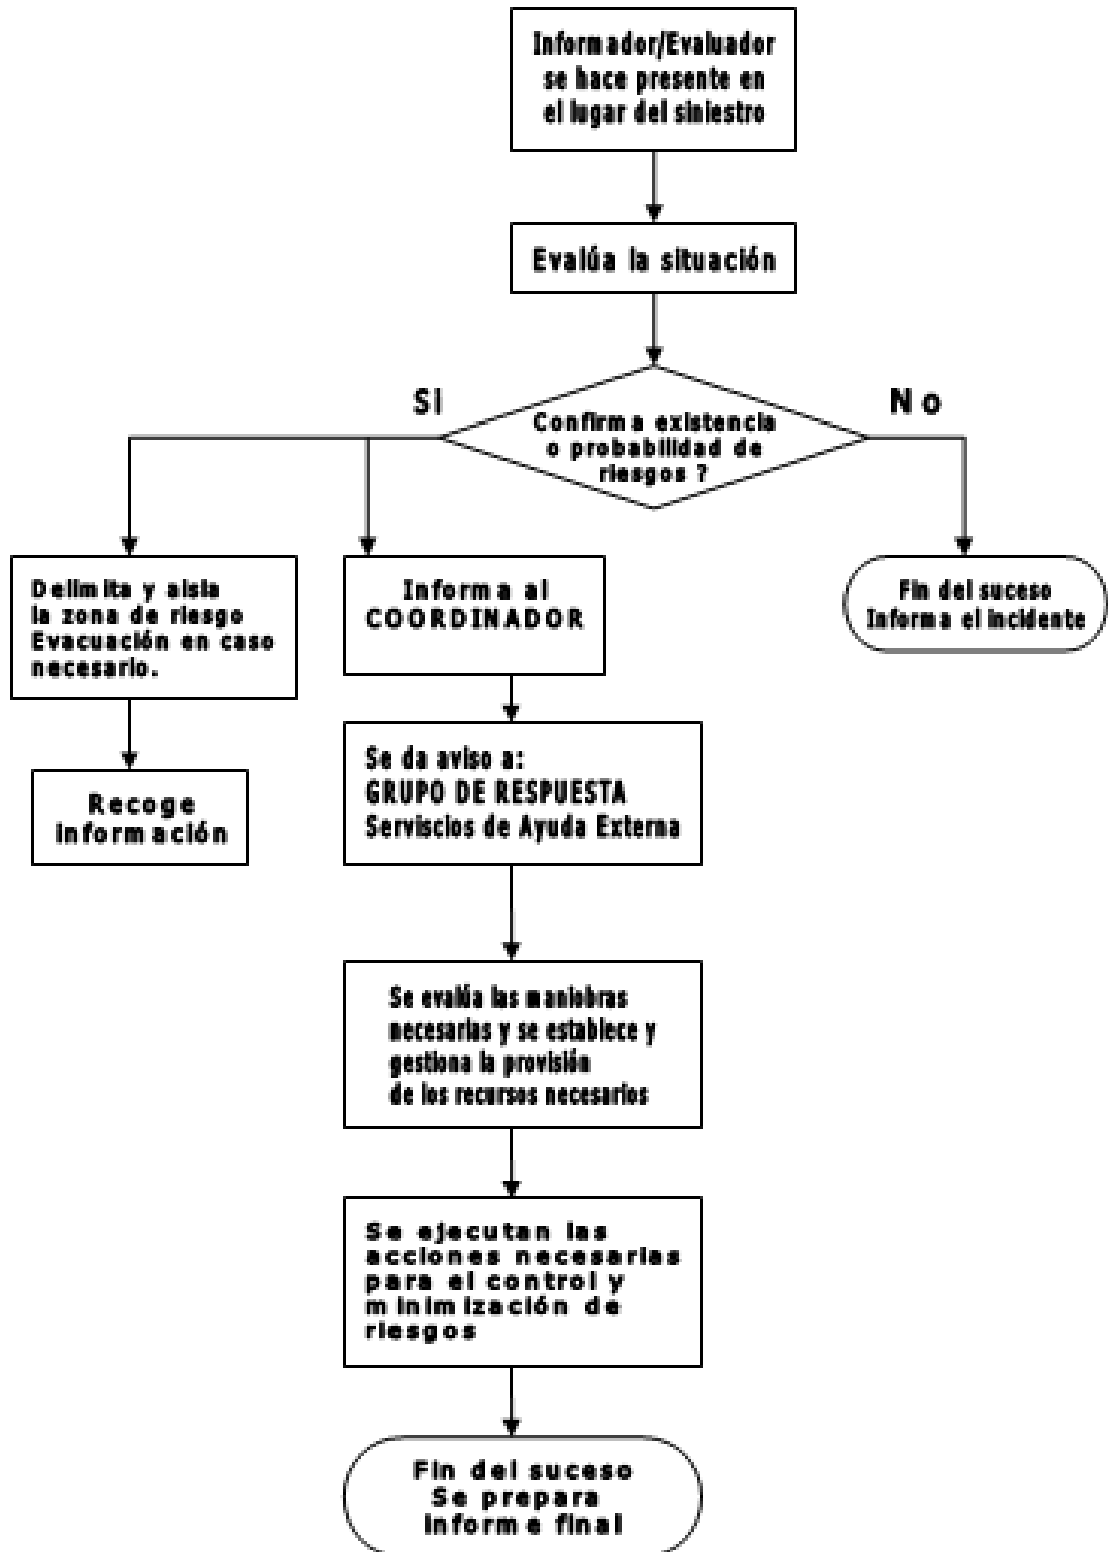 Informador/Evaluador
se hace presente en
el lugar del siniestro
Evalúa la situación
Si
No
Confirma existencia
o probabilidad de
riesgos ?
Delimita y aisla
la zona de riesgo
Evacuación en caso
necesario.
Informa al
COORDINADOR
Fin del suceso
Informa el incidente
Recoge
información
Se da aviso a:
GRUPO DE RESPUESTA
Serviscios de Ayuda Externa
Se evalúa las maniobras
necesarias y se establece y
gestiona la provisión
de los recursos necesarios
Se ejecutan las
acciones necesarias
para el control y
minimización de
riesgos
Fin del suceso
Se prepara
informe final